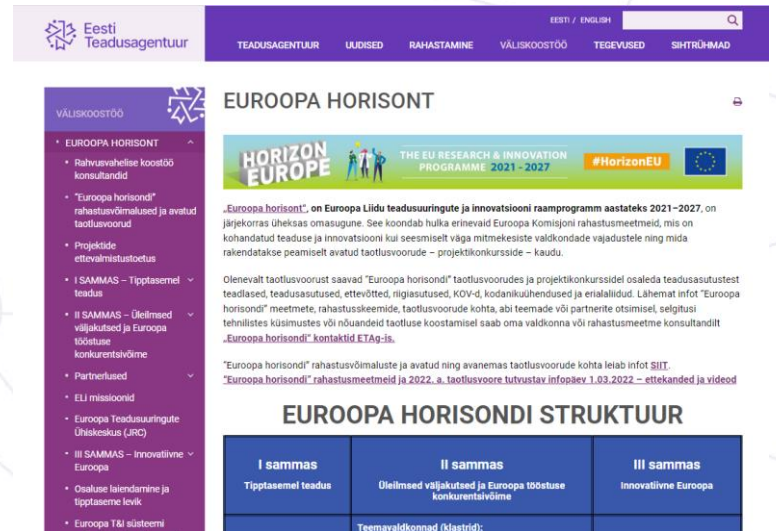 Eesti
Teadusagentuur
EESTI / ENGLISH
TEADUSAGENTUUR UUDISED RAHASTAMINE VÄLISKOOSTÖÖ TEGEVUSED SIHTRÜHMAD
VÄLISKOOSTÖÖ
EUROOPA HORISONT
Rahvusvahelise koostöö
konsultandid
"Euroopa horisondi"
rahastusvõimalused ja avatud
taotlusvoorud
Projektide
ettevalmistustoetus
I SAMMAS – Tipptasemel
teadus
II SAMMAS – Üleilmsed
väljakutsed ja Euroopa
tööstuse
konkurentsivõime
Partnerlused
ELi missioonid
Euroopa Teadusuuringute
Ühiskeskus (JRC)
III SAMMAS – Innovatiivne
Euroopa
Osaluse laiendamine ja
tipptaseme levik
Euroopa T&I süsteemi
EUROOPA HORISONT
HORIZON
EUROPE
THE EU RESEARCH & INNOVATION
PROGRAMME 2021 - 2027
#HorizonEU
„Euroopa horisont", on Euroopa Liidu teadusuuringute ja innovatsiooni raamprogramm aastateks 2021–2027, on
järjekorras üheksas omasugune. See koondab hulka erinevaid Euroopa Komisjoni rahastusmeetmeid, mis on
kohandatud teaduse ja innovatsiooni kui seesmiselt väga mitmekesiste valdkondade vajadustele ning mida
rakendatakse peamiselt avatud taotlusvoorude – projektikonkursside – kaudu.
Olenevalt taotlusvoorust saavad "Euroopa horisondi" taotlusvoorudes ja projektikonkurssidel osaleda teadusasutustest
teadlased, teadusasutused, ettevõtted, riigiasutused, KOV-d, kodanikuühendused ja erialaliidud. Lähemat infot "Euroopa
horisondi" meetmete, rahastusskeemide, taotlusvoorude kohta, abi teemade või partnerite otsimisel, selgitusi
tehnilistes küsimustes või nõuandeid taotluse koostamisel saab oma valdkonna või rahastusmeetme konsultandilt
„Euroopa horisondi" kontaktid ETAg-is.
"Euroopa horisondi" rahastusvõimaluste ja avatud ning avanemas taotlusvoorude kohta leiab infot SIIT.
"Euroopa horisondi" rahastusmeetmeid ja 2022. a. taotlusvoore tutvustav infopäev 1.03.2022 – ettekanded ja videod
EUROOPA HORISONDI STRUKTUUR
I sammas
Tipptasemel teadus
II sammas
Üleilmsed väljakutsed ja Euroopa tööstuse
konkurentsivõime
III sammas
Innovatiivne Euroopa
Teemavaldkonnad (klastrid):